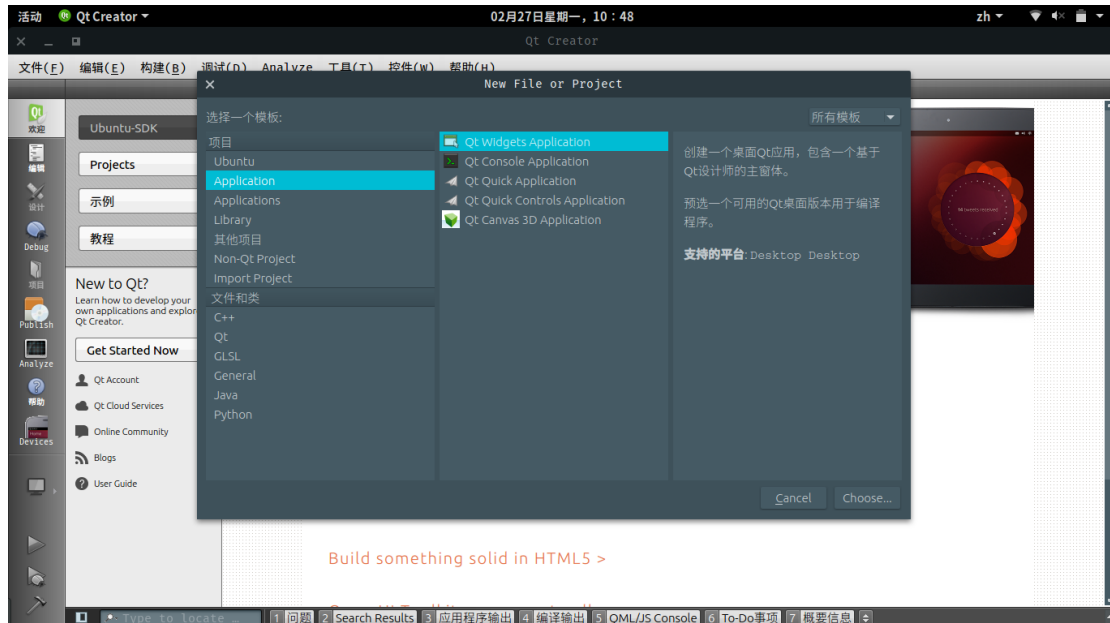 活动 Qt Creator 02月27日星期一，10：48 zh
Qt Creator
文件(F) 编辑(E) 构建(B) 调试(D) Analyze 工具(T) 控件(W) 帮助(H)
New File or Project
选择一个模板:
所有模板
项目
Ubuntu
Application
Applications
Library
其他项目
Non-Qt Project
Import Project
文件和类
C++
Qt
GLSL
General
Java
Python
Qt Widgets Application
Qt Console Application
Qt Quick Application
Qt Quick Controls Application
Qt Canvas 3D Application
创建一个桌面Qt应用，包含一个基于
Qt设计师的主窗体。
预选一个可用的Qt桌面版本用于编译
程序。
支持的平台:Desktop Desktop
Cancel
Choose...
欢迎
编辑
设计
Debug
项目
Publish
Analyze
帮助
Devices
Ubuntu-SDK
Projects
示例
教程
New to Qt?
Learn how to develop your
own applications and explor
Qt Creator.
Get Started Now
Qt Account
Qt Cloud Services
Online Community
Blogs
User Guide
Build something solid in HTML5 >
Type to locate …
1 问题 2 Search Results 3 应用程序输出 4 编译输出 5 QML/JS Console 6 To-Do事项 7 概要信息